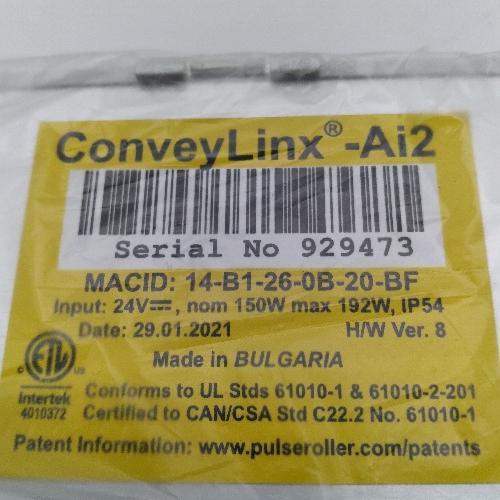 ConveyLinx® -Ai2
Serial No 929473
MACID: 14-B1-26-0B-20-BF
Input: 24V⎓, nom 150W max 192W, IP54
Date: 29.01.2021 H/W Ver. 8
Made in BULGARIA
ETL
c us
Intertek
4010372
Conforms to UL Stds 61010-1 & 61010-2-201
Certified to CAN/CSA Std C22.2 No. 61010-1
Patent Information: www.pulseroller.com/patents